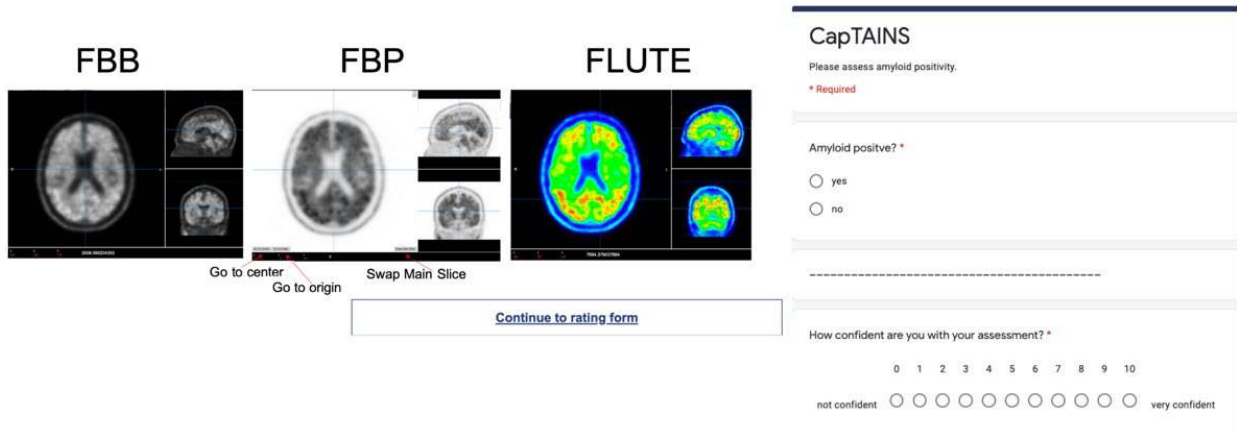 FBB
FBP
FLUTE
Go to center
Go to origin
Swap Main Slice
Continue to rating form
CapTAINS
Please assess amyloid positivity.
* Required
Amyloid positve? *
yes
no
How confident are you with your assessment? *
0 1 2 3 4 5 6 7 8 9 10
not confident
very confident